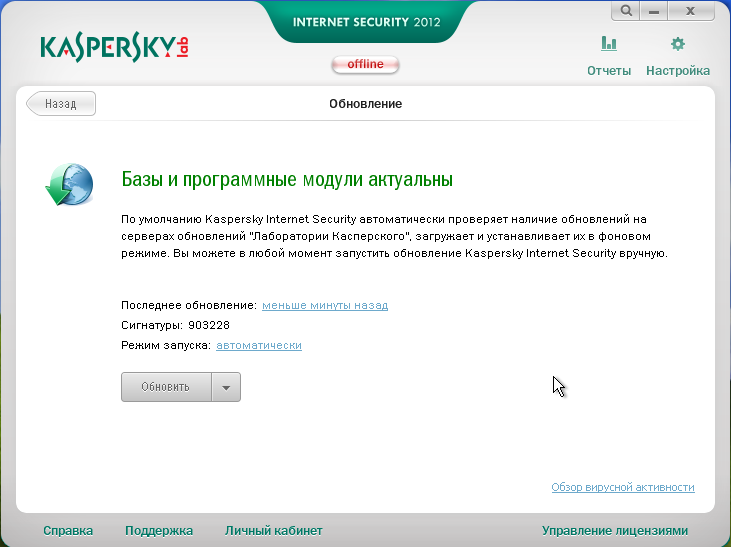 INTERNET SECURITY 2012
KASPERSKY lab
offline
Отчеты
Настройка
Назад
Обновление
Базы и программные модули актуальны
По умолчанию Kaspersky Internet Security автоматически проверяет наличие обновлений на
серверах обновлений "Лаборатории Касперского", загружает и устанавливает их в фоновом
режиме. Вы можете в любой момент запустить обновление Kaspersky Internet Security вручную.
Последнее обновление: меньше минуты назад
Сигнатуры: 903228
Режим запуска: автоматически
Обновить
Обзор вирусной активности
Справка
Поддержка
Личный кабинет
Управление лицензиями